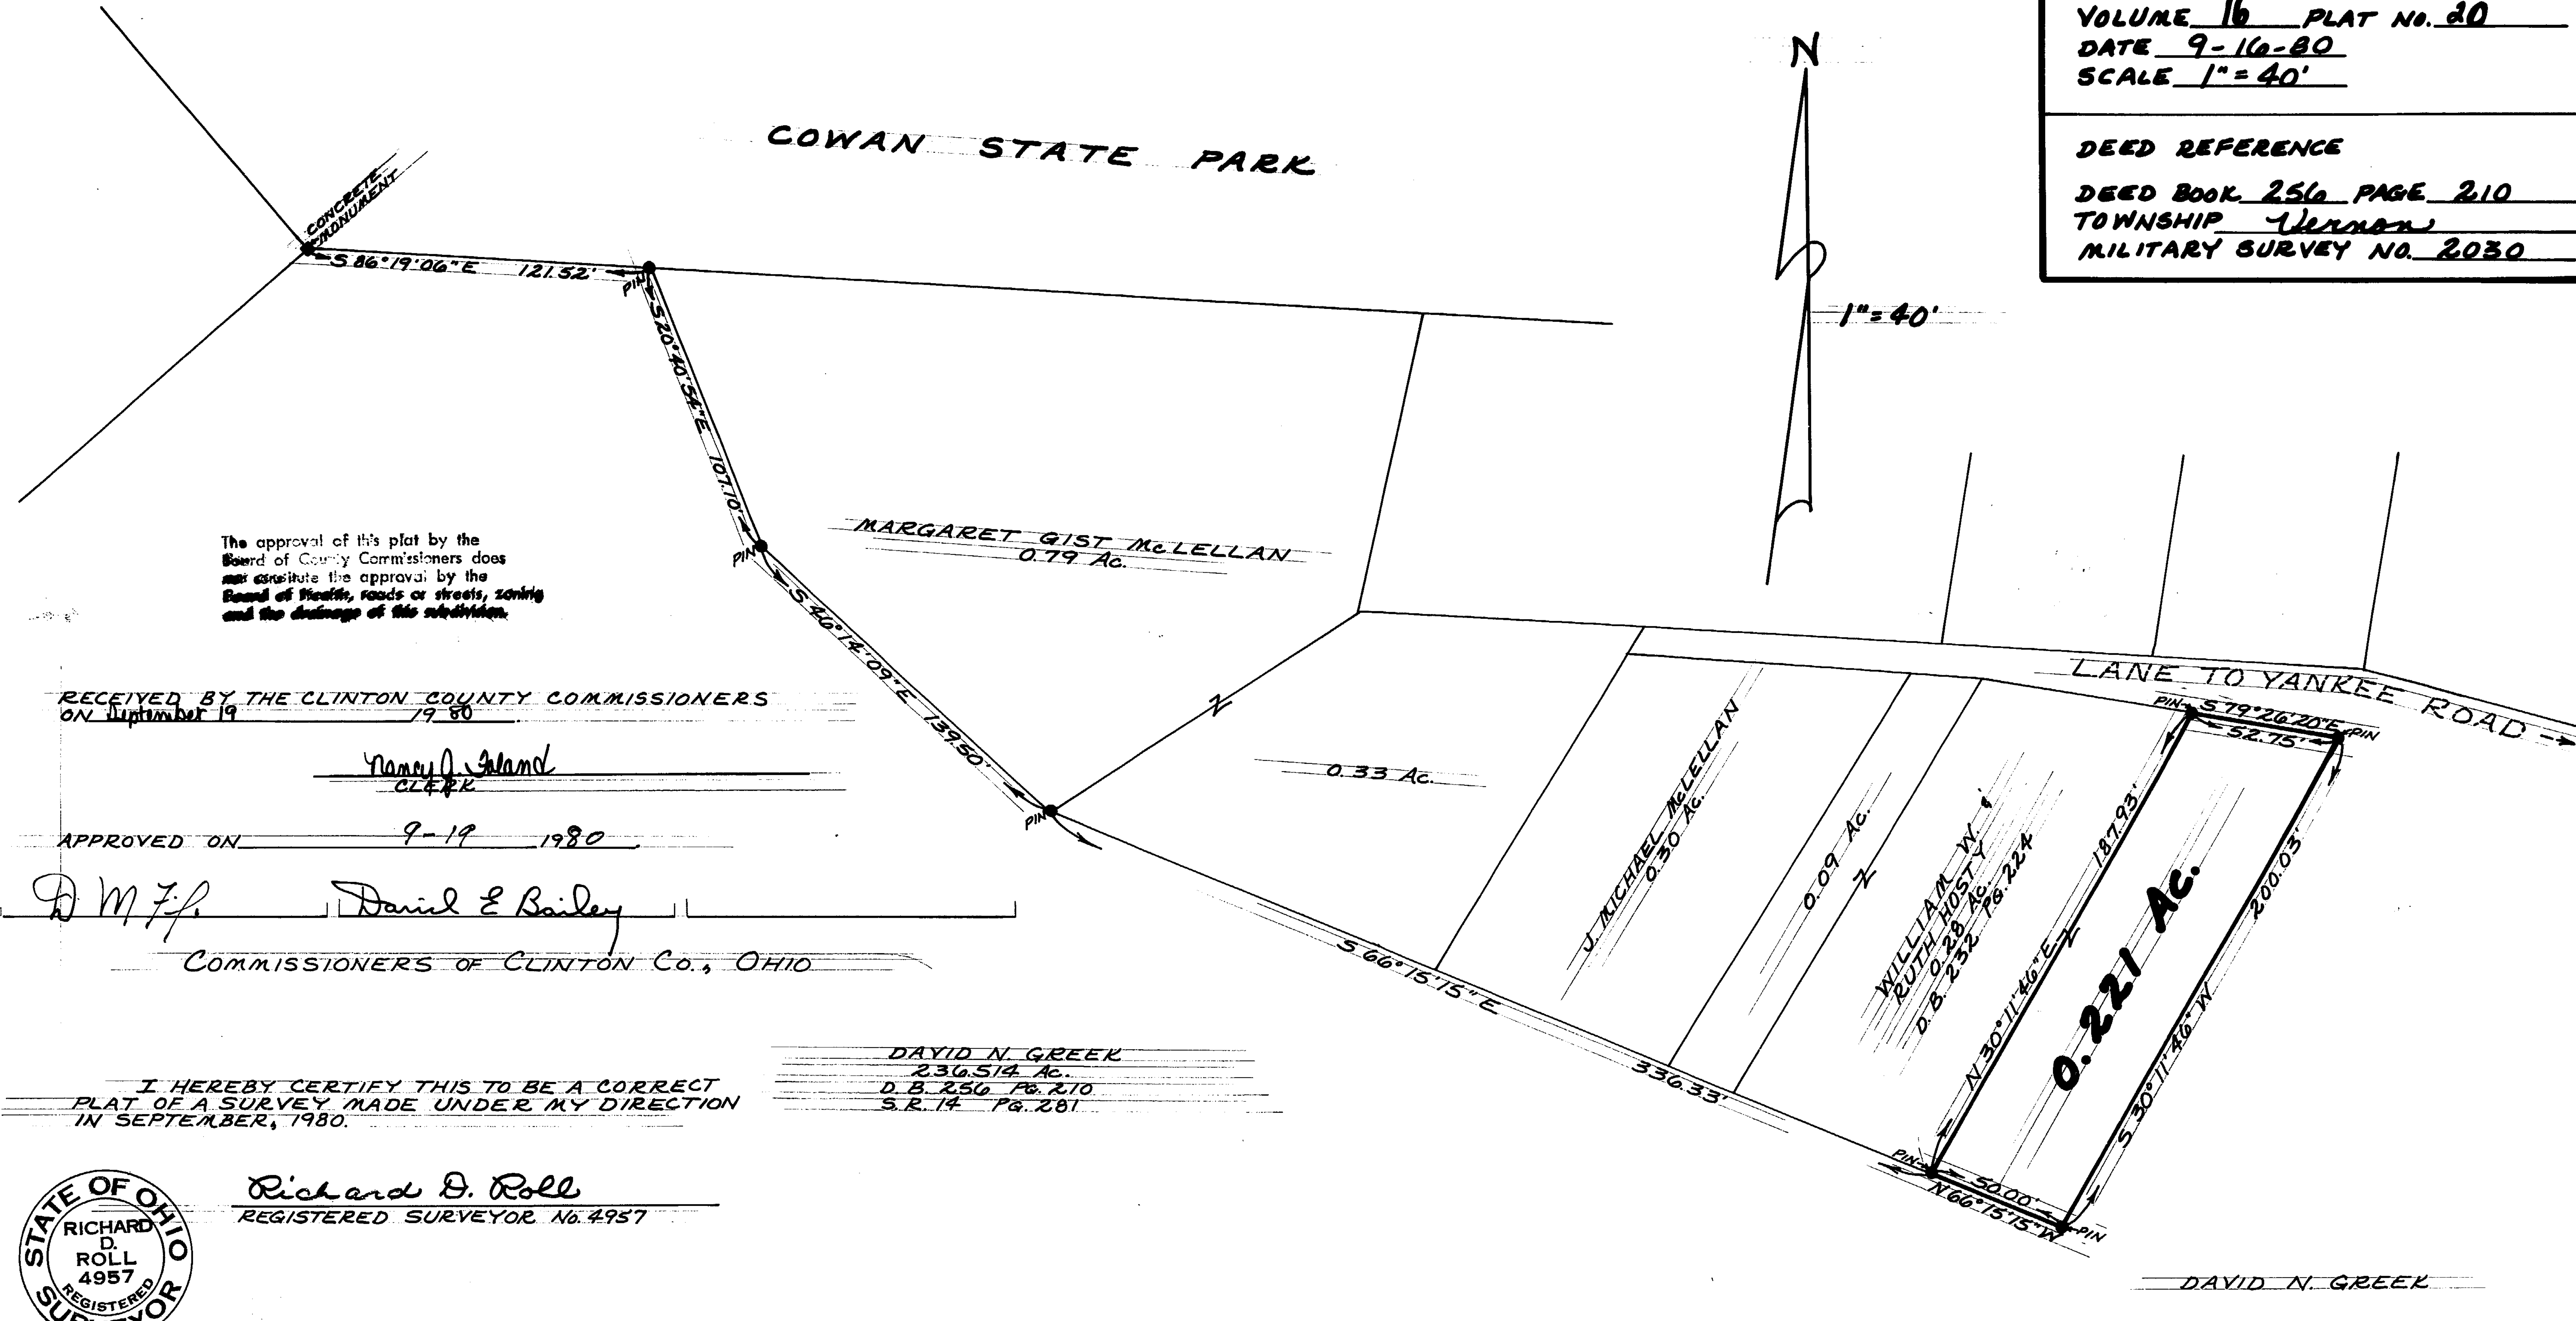 VOLUME 16 PLAT NO. 20
DATE 9-16-80
SCALE 1"=40'
DEED REFERENCE
DEED BOOK 256 PAGE 210
TOWNSHIP Vernon
MILITARY SURVEY NO. 2030
N
1"=40'
COWAN STATE PARK
CONCRETE
MONUMENT
S 86°19'06"E 121.52'
PIN
S 20°40'54"E 107.10'
PIN
S 46°14'09"E 139.50'
PIN
MARGARET GIST McLELLAN
0.79 Ac.
Z
0.33 Ac.
J. MICHAEL McLELLAN
0.30 Ac.
0.09 Ac.
Z
WILLIAM W. &
RUTH HOSTY
0.28 Ac.
D.B. 232 PG. 224
LANE TO YANKEE ROAD
PIN
S 79°26'20"E
52.75'
PIN
N 30°11'46"E 187.93'
Z
0.221 Ac.
S 30°11'46"W 200.03'
S 66°15'15"E
336.33'
PIN
50.00'
N 66°15'15"W
PIN
DAVID N. GREEK
The approval of this plat by the
Board of County Commissioners does
not constitute the approval by the
Board of Health, roads or streets, zoning
and the drainage of this subdivision.
RECEIVED BY THE CLINTON COUNTY COMMISSIONERS
ON September 19 1980.
Nancy J.
CLERK
APPROVED ON 9-19 1980.
D M
David E Bailey
COMMISSIONERS OF CLINTON CO., OHIO
DAVID N. GREEK
236.514 Ac.
D.B. 256 PG. 210
S.R. 14 PG. 281
I HEREBY CERTIFY THIS TO BE A CORRECT
PLAT OF A SURVEY MADE UNDER MY DIRECTION
IN SEPTEMBER, 1980.
Richard D. Roll
REGISTERED SURVEYOR No. 4957
STATE OF OHIO
RICHARD
D.
ROLL
4957
REGISTERED
SURVEYOR